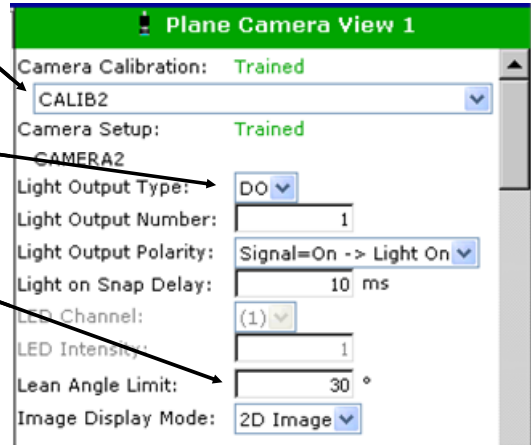 Plane Camera View 1
Camera Calibration: Trained
CALIB2
Camera Setup: Trained
CAMERA2
Light Output Type: DO
Light Output Number: 1
Light Output Polarity: Signal=On -> Light On
Light on Snap Delay: 10 ms
LED Channel: (1)
LED Intensity: 1
Lean Angle Limit: 30 °
Image Display Mode: 2D Image